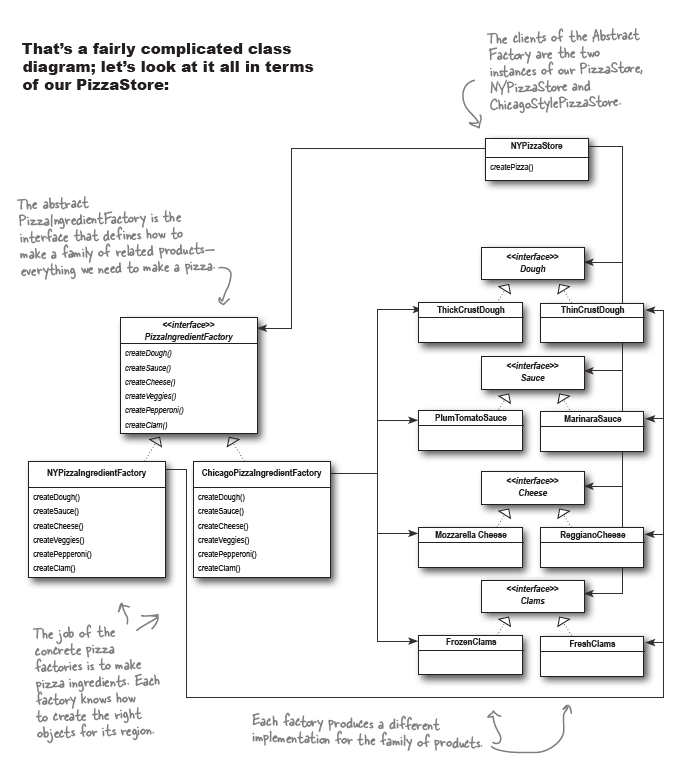 That's a fairly complicated class
diagram; let's look at it all in terms
of our PizzaStore:
The clients of the Abstract
Factory are the two
instances of our PizzaStore,
NYPizzaStore and
ChicagoStylePizzaStore.
NYPizzaStore
createPizza()
The abstract
PizzaIngredientFactory is the
interface that defines how to
make a family of related products—
everything we need to make a pizza.
<<interface>>
Dough
ThickCrustDough
ThinCrustDough
<<interface>>
PizzaIngredientFactory
createDough()
createSauce()
createCheese()
createVeggies()
createPepperoni()
createClam()
<<interface>>
Sauce
PlumTomatoSauce
MarinaraSauce
NYPizzaIngredientFactory
createDough()
createSauce()
createCheese()
createVeggies()
createPepperoni()
createClam()
ChicagoPizzaIngredientFactory
createDough()
createSauce()
createCheese()
createVeggies()
createPepperoni()
createClam()
<<interface>>
Cheese
Mozzarella Cheese
ReggianoCheese
<<interface>>
Clams
FrozenClams
FreshClams
The job of the
concrete pizza
factories is to make
pizza ingredients. Each
factory knows how
to create the right
objects for its region.
Each factory produces a different
implementation for the family of products.